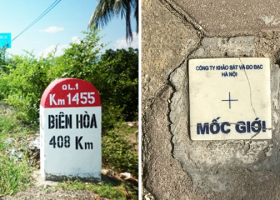 QL.1
Km 1455
BIÊN HÒA
408 Km
CÔNG TY KHẢO SÁT VÀ ĐO ĐẠC
HÀ NỘI
MỐC GIỚI